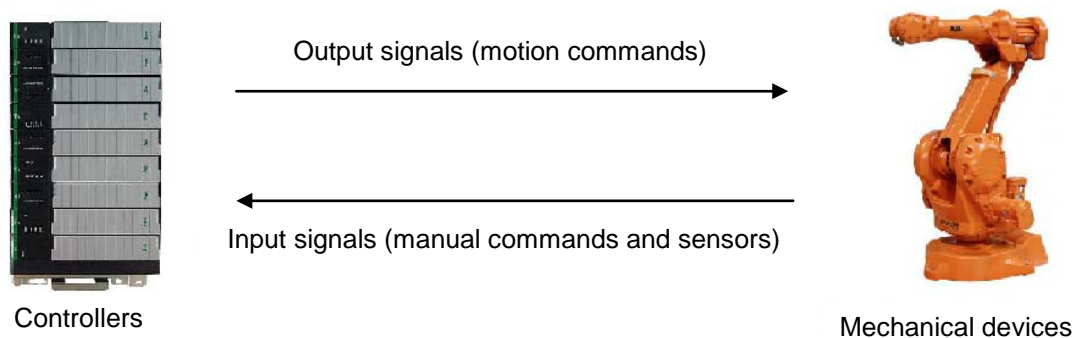 Output signals (motion commands)
Input signals (manual commands and sensors)
Controllers
Mechanical devices